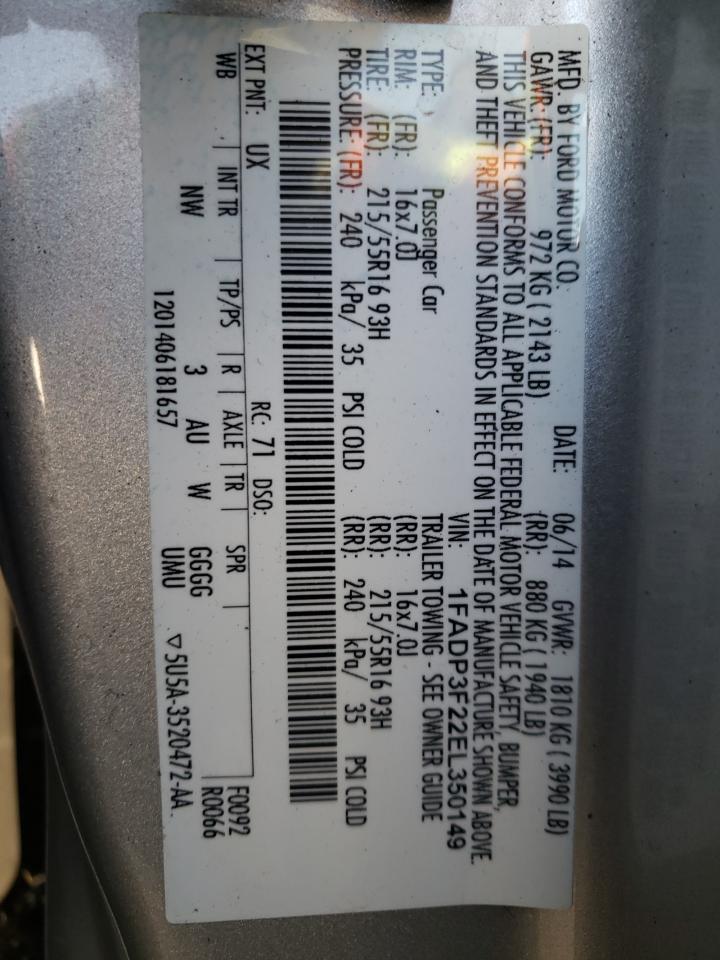 MFD. BY FORD MOTOR CO.
DATE: 06/14 GVWR: 1810 KG ( 3990 LB)
GAWR: (FR): 972 KG ( 2143 LB) (RR): 880 KG ( 1940 LB)
THIS VEHICLE CONFORMS TO ALL APPLICABLE FEDERAL MOTOR VEHICLE SAFETY, BUMPER,
AND THEFT PREVENTION STANDARDS IN EFFECT ON THE DATE OF MANUFACTURE SHOWN ABOVE.
VIN: 1FADP3F22EL350149
TYPE: Passenger Car TRAILER TOWING - SEE OWNER GUIDE
RIM: (FR): 16x7.0J (RR): 16x7.0J
TIRE: (FR): 215/55R16 93H (RR): 215/55R16 93H
PRESSURE (FR): 240 kPa/ 35 PSI COLD (RR): 240 kPa/ 35 PSI COLD
EXT PNT: UX RC: 71 DSO: F0092
WB INT TR TP/PS R AXLE TR SPR R0066
NW 3 AU W GGGG
UMU
1201406181657 ▽5U5A-3520472-AA.